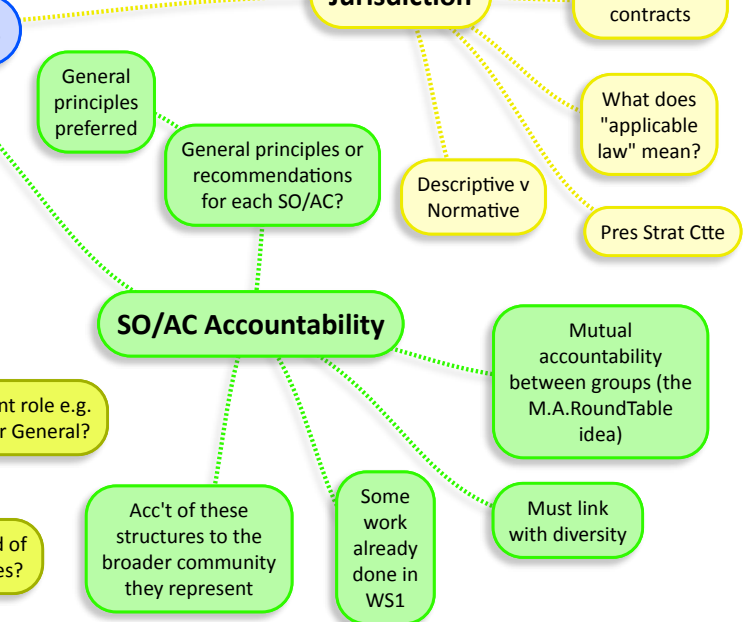 Jurisdiction
contracts
General
principles
preferred
What does
"applicable
law" mean?
General principles or
recommendations
for each SO/AC?
Descriptive v
Normative
Pres Strat Ctte
SO/AC Accountability
Mutual
accountability
between groups (the
M.A.RoundTable
idea)
nt role e.g.
r General?
Acc't of these
structures to the
broader community
they represent
Some
work
already
done in
WS1
Must link
with diversity
d of
es?